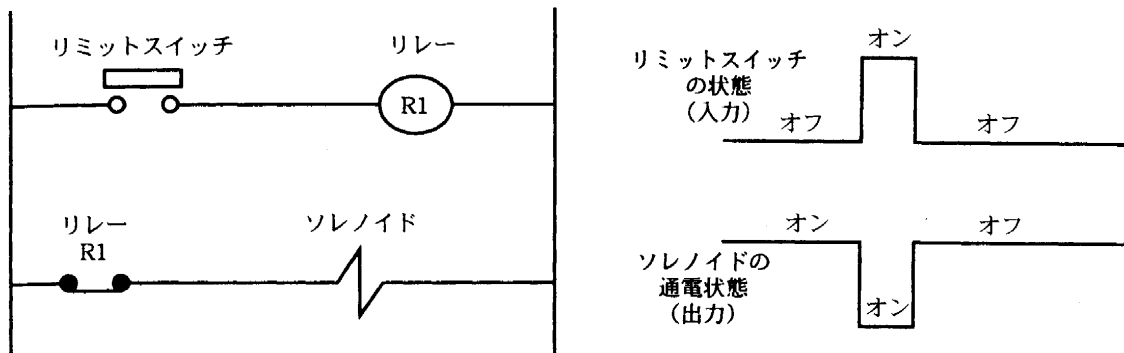 リミットスイッチ
リレー
R1
リレー
R1
ソレノイド
リミットスイッチ
の状態
(入力)
オフ
オン
オフ
ソレノイドの
通電状態
(出力)
オン
オン
オフ